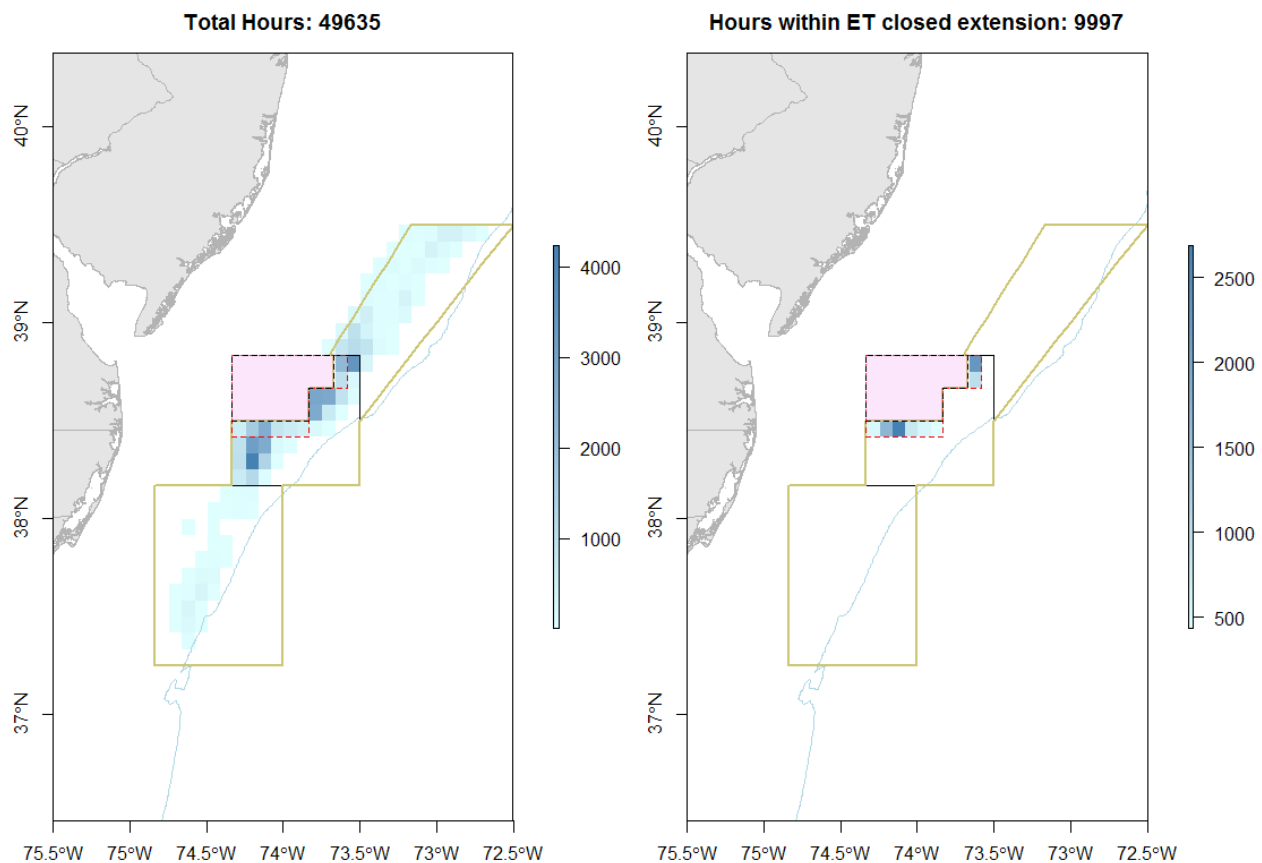 Total Hours: 49635
40°N
39°N
38°N
37°N
75.5°W 75°W 74.5°W 74°W 73.5°W 73°W 72.5°W
4000
3000
2000
1000
Hours within ET closed extension: 9997
40°N
39°N
38°N
37°N
75.5°W 75°W 74.5°W 74°W 73.5°W 73°W 72.5°W
2500
2000
1500
1000
500